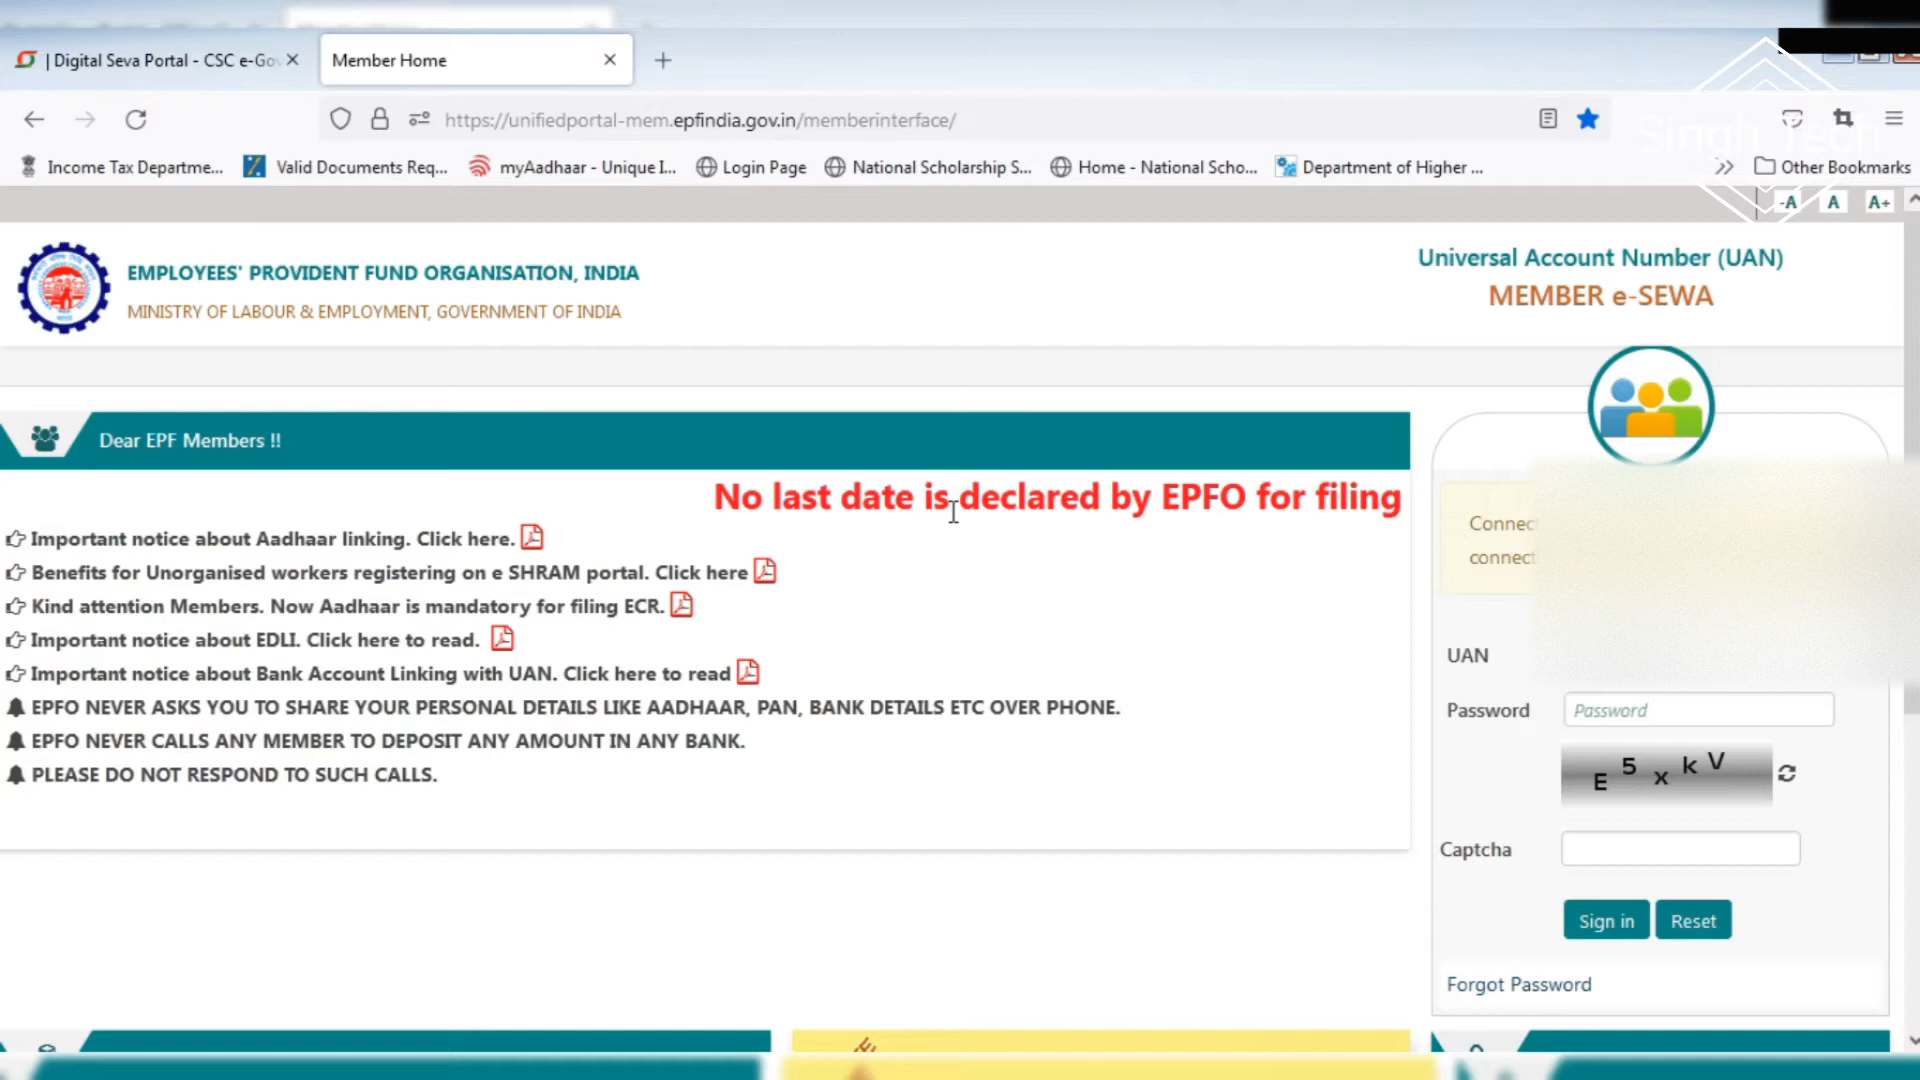 | Digital Seva Portal - CSC e-Gov
Member Home
https://unifiedportal-mem.epfindia.gov.in/memberinterface/
Singh Tech
Income Tax Departme...
Valid Documents Req...
myAadhaar - Unique I...
Login Page
National Scholarship S...
Home - National Scho...
Department of Higher ...
Other Bookmarks
-A A A+
EMPLOYEES' PROVIDENT FUND ORGANISATION, INDIA
MINISTRY OF LABOUR & EMPLOYMENT, GOVERNMENT OF INDIA
Universal Account Number (UAN)
MEMBER e-SEWA
Dear EPF Members !!
No last date is declared by EPFO for filing
Important notice about Aadhaar linking. Click here.
Benefits for Unorganised workers registering on e SHRAM portal. Click here
Kind attention Members. Now Aadhaar is mandatory for filing ECR.
Important notice about EDLI. Click here to read.
Important notice about Bank Account Linking with UAN. Click here to read
EPFO NEVER ASKS YOU TO SHARE YOUR PERSONAL DETAILS LIKE AADHAAR, PAN, BANK DETAILS ETC OVER PHONE.
EPFO NEVER CALLS ANY MEMBER TO DEPOSIT ANY AMOUNT IN ANY BANK.
PLEASE DO NOT RESPOND TO SUCH CALLS.
UAN
Password
Password
E 5 x k V
Captcha
Sign in
Reset
Forgot Password